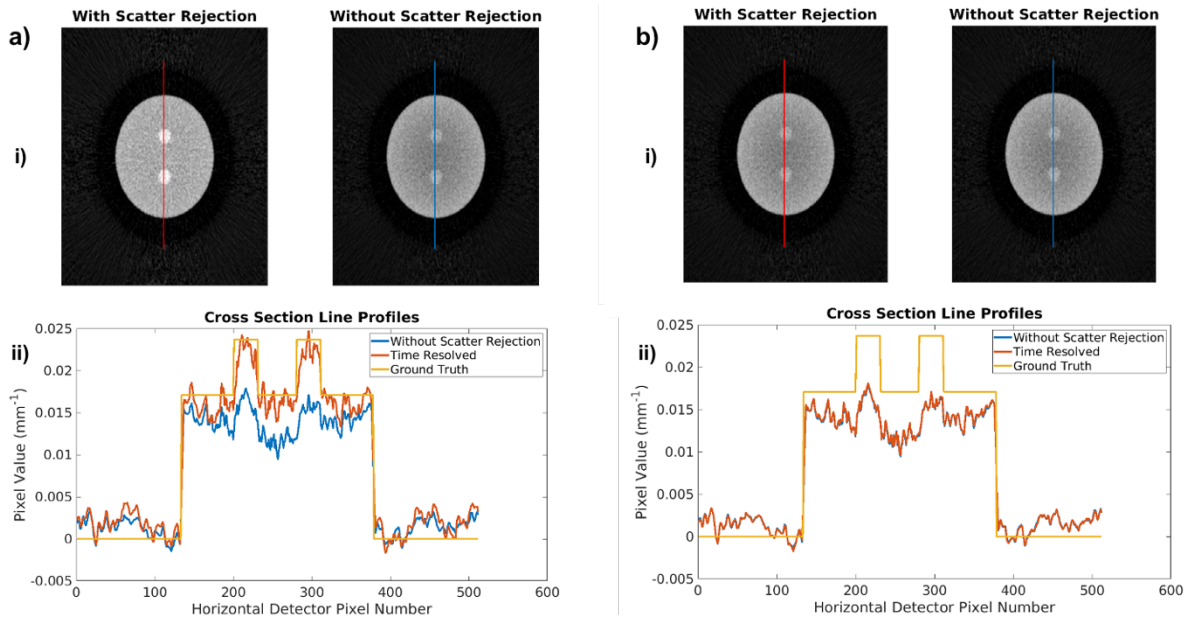 a)
With Scatter Rejection
Without Scatter Rejection
i)
ii)
Cross Section Line Profiles
0.025
0.02
0.015
0.01
0.005
0
-0.005
Pixel Value (mm⁻¹)
Without Scatter Rejection
Time Resolved
Ground Truth
0 100 200 300 400 500 600
Horizontal Detector Pixel Number
b)
With Scatter Rejection
Without Scatter Rejection
i)
ii)
Cross Section Line Profiles
0.025
0.02
0.015
0.01
0.005
0
-0.005
Pixel Value (mm⁻¹)
Without Scatter Rejection
Time Resolved
Ground Truth
0 100 200 300 400 500 600
Horizontal Detector Pixel Number